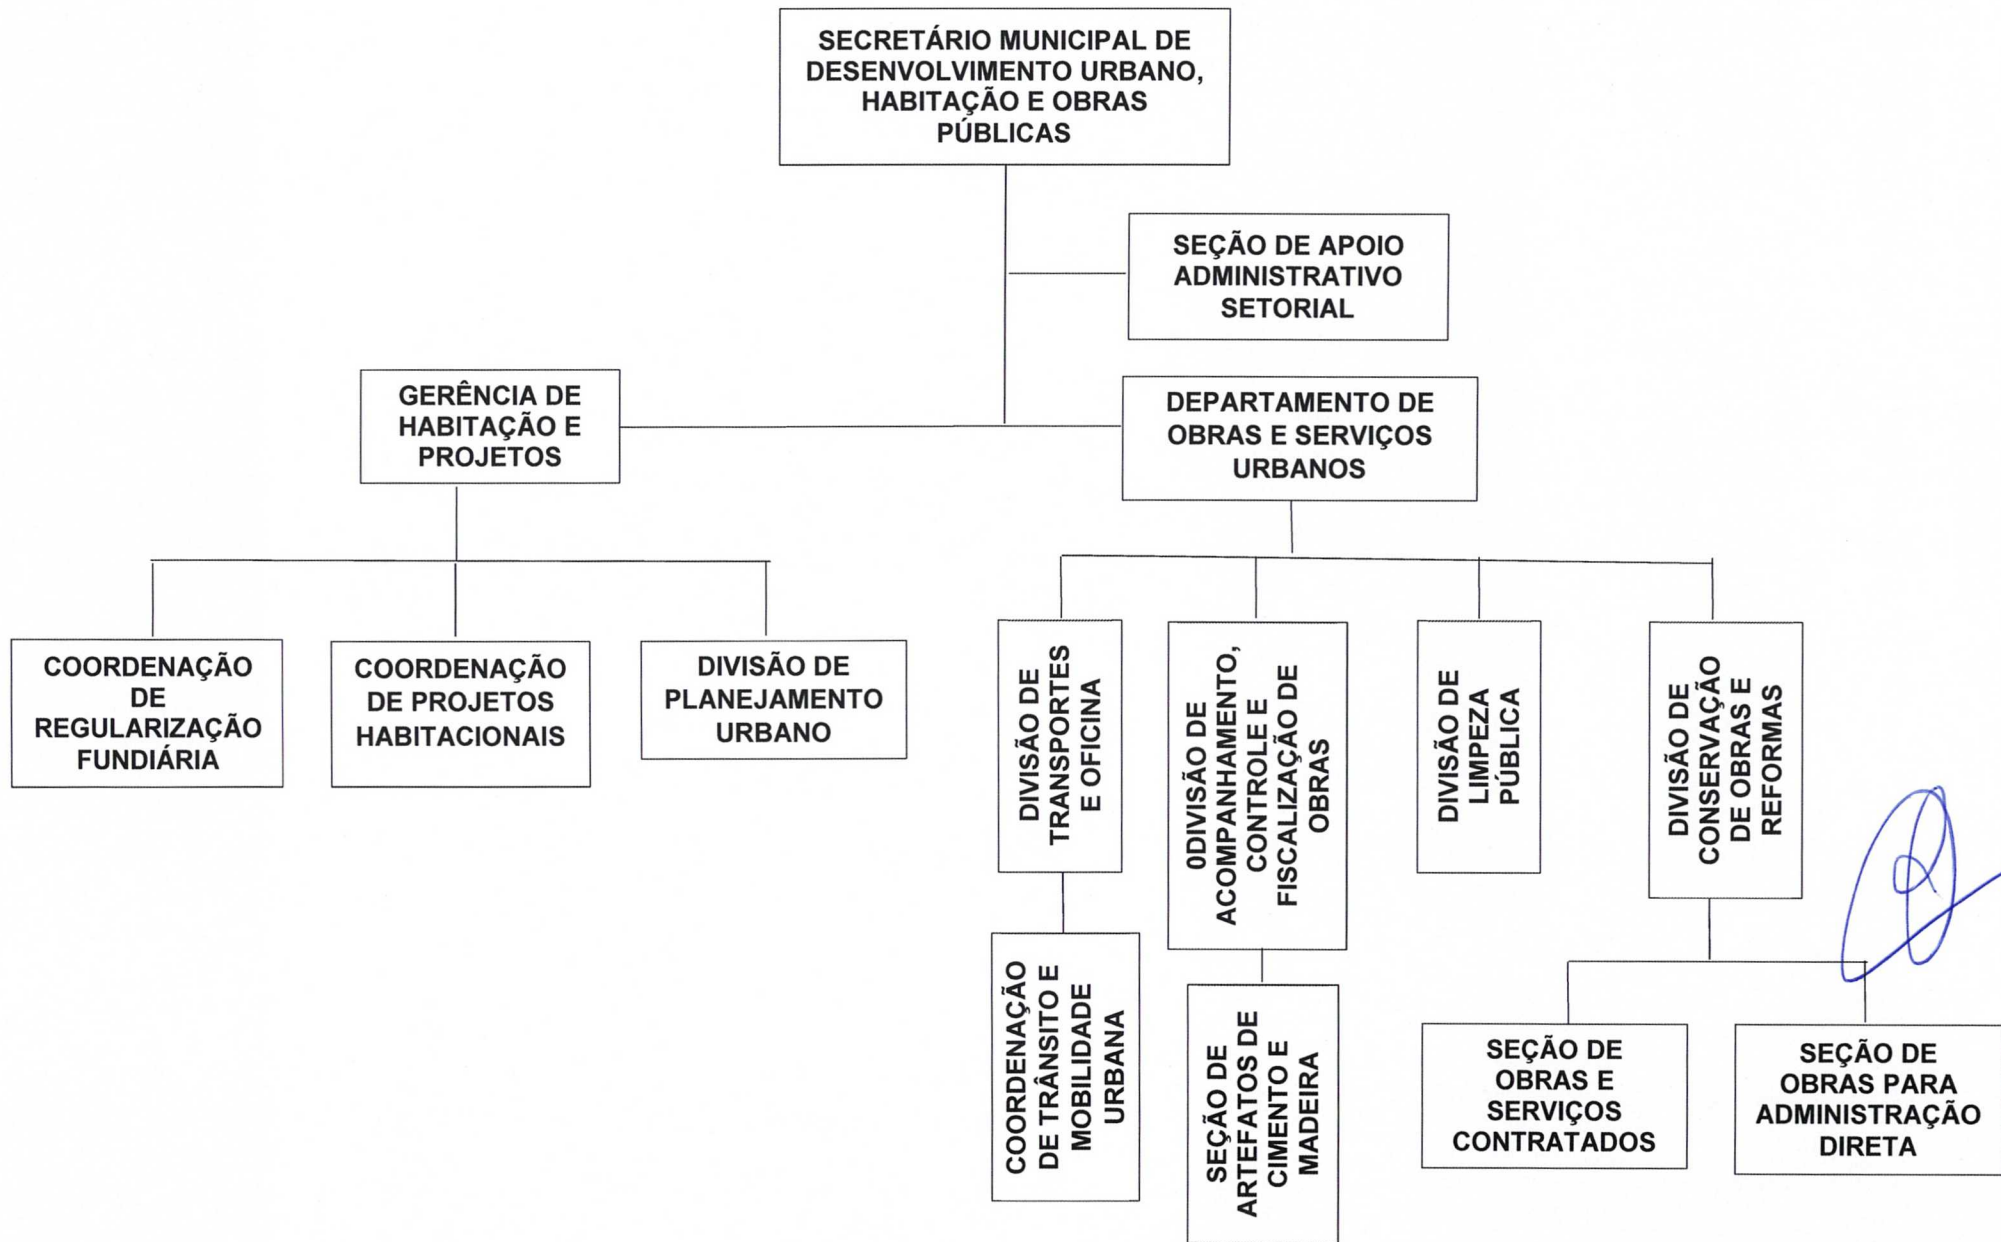 SECRETÁRIO MUNICIPAL DE
DESENVOLVIMENTO URBANO,
HABITAÇÃO E OBRAS
PÚBLICAS
SEÇÃO DE APOIO
ADMINISTRATIVO
SETORIAL
GERÊNCIA DE
HABITAÇÃO E
PROJETOS
DEPARTAMENTO DE
OBRAS E SERVIÇOS
URBANOS
COORDENAÇÃO
DE
REGULARIZAÇÃO
FUNDIÁRIA
COORDENAÇÃO
DE PROJETOS
HABITACIONAIS
DIVISÃO DE
PLANEJAMENTO
URBANO
DIVISÃO DE
TRANSPORTES
E OFICINA
0DIVISÃO DE
ACOMPANHAMENTO,
CONTROLE E
FISCALIZAÇÃO DE
OBRAS
DIVISÃO DE
LIMPEZA
PÚBLICA
DIVISÃO DE
CONSERVAÇÃO
DE OBRAS E
REFORMAS
COORDENAÇÃO
DE TRÂNSITO E
MOBILIDADE
URBANA
SEÇÃO DE
ARTEFATOS DE
CIMENTO E
MADEIRA
SEÇÃO DE
OBRAS E
SERVIÇOS
CONTRATADOS
SEÇÃO DE
OBRAS PARA
ADMINISTRAÇÃO
DIRETA